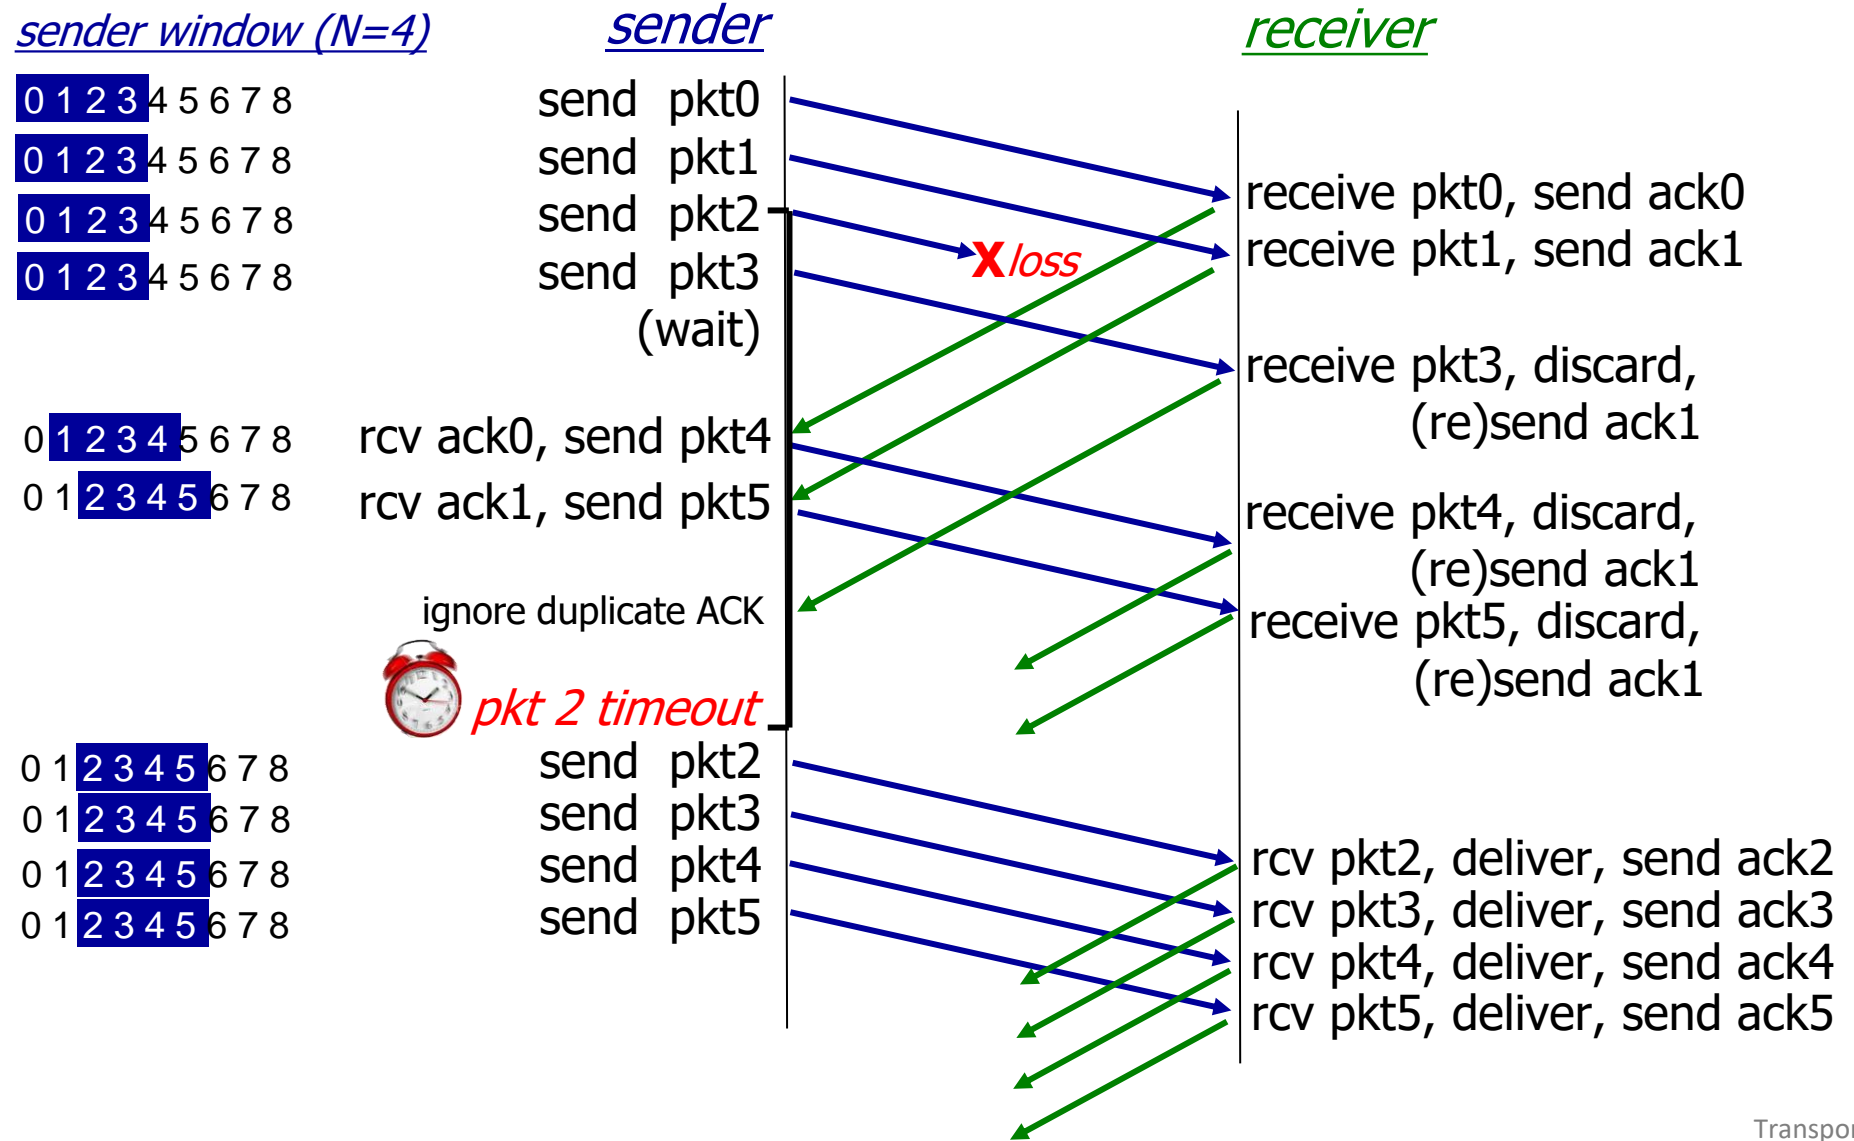 sender window (N=4) sender receiver
0 1 2 3 4 5 6 7 8 send pkt0
0 1 2 3 4 5 6 7 8 send pkt1
receive pkt0, send ack0
0 1 2 3 4 5 6 7 8 send pkt2
X loss
receive pkt1, send ack1
0 1 2 3 4 5 6 7 8 send pkt3
(wait)
receive pkt3, discard,
(re)send ack1
0 1 2 3 4 5 6 7 8 rcv ack0, send pkt4
0 1 2 3 4 5 6 7 8 rcv ack1, send pkt5
receive pkt4, discard,
(re)send ack1
ignore duplicate ACK
receive pkt5, discard,
(re)send ack1
pkt 2 timeout
0 1 2 3 4 5 6 7 8 send pkt2
0 1 2 3 4 5 6 7 8 send pkt3
0 1 2 3 4 5 6 7 8 send pkt4
rcv pkt2, deliver, send ack2
0 1 2 3 4 5 6 7 8 send pkt5
rcv pkt3, deliver, send ack3
rcv pkt4, deliver, send ack4
rcv pkt5, deliver, send ack5